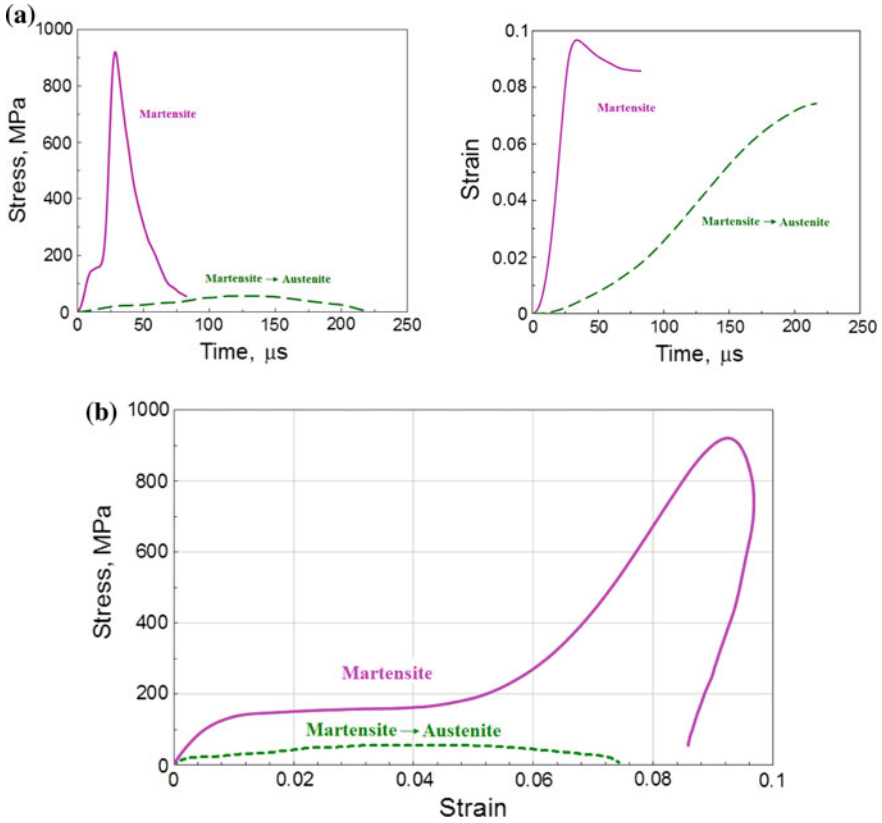 (a)
1000
800
600
400
200
0
Stress, MPa
Martensite
Martensite → Austenite
0 50 100 150 200 250
Time, μs
0.1
0.08
0.06
0.04
0.02
0
Strain
Martensite
Martensite → Austenite
0 50 100 150 200 250
Time, μs
(b)
1000
800
600
400
200
0
Stress, MPa
Martensite
Martensite → Austenite
0 0.02 0.04 0.06 0.08 0.1
Strain